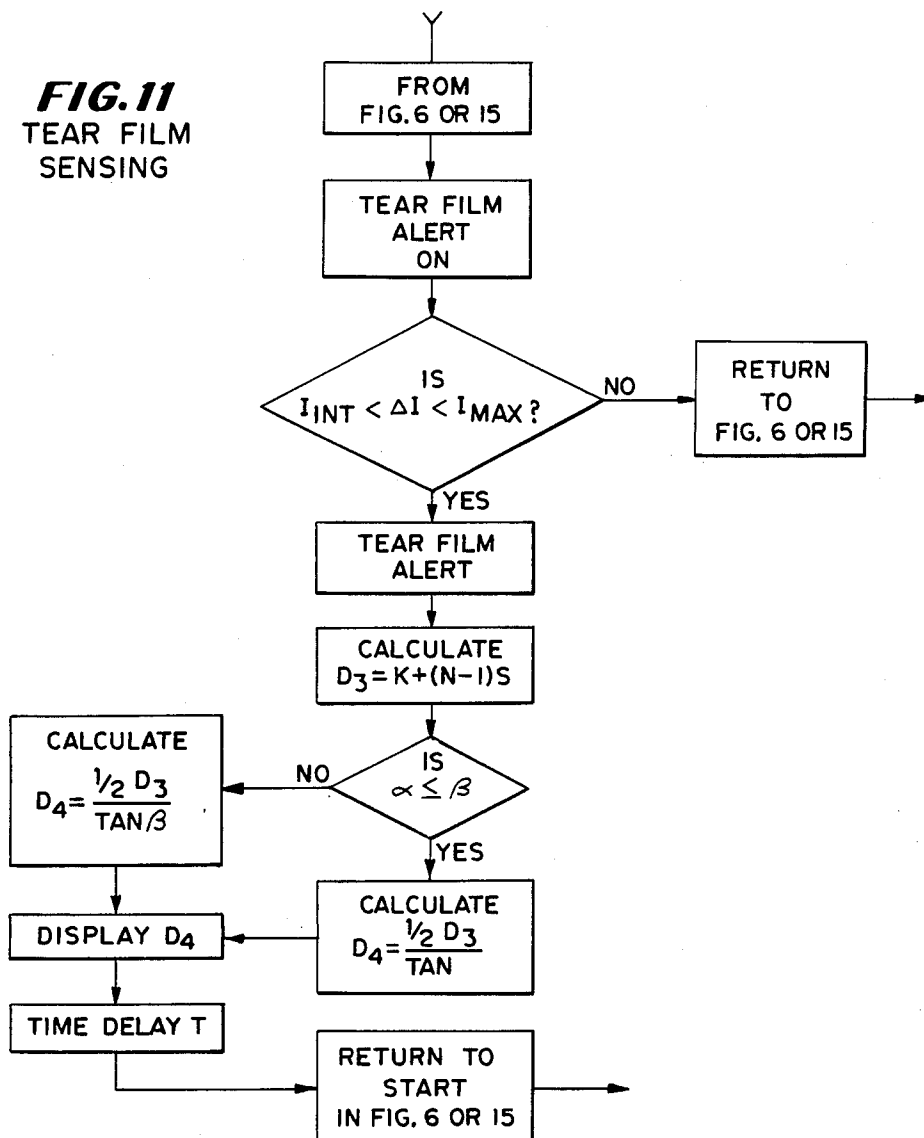 FIG. 11
TEAR FILM
SENSING
FROM
FIG. 6 OR 15
TEAR FILM
ALERT
ON
IS
I INT < ΔI < I MAX ?
NO
RETURN
TO
FIG. 6 OR 15
YES
TEAR FILM
ALERT
CALCULATE
D3 = K+(N-1)S
IS
α ≤ β
NO
CALCULATE
D4 = 1/2 D3
TAN β
YES
CALCULATE
D4 = 1/2 D3
TAN
DISPLAY D4
TIME DELAY T
RETURN TO
START
IN FIG. 6 OR 15